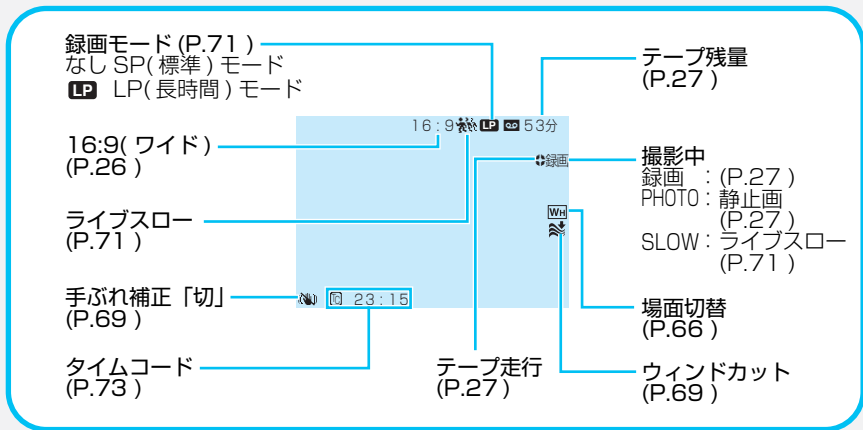 録画モード (P.71 )
なし SP( 標準 ) モード
LP LP( 長時間 ) モード
テープ残量
(P.27 )
16:9 LP 53分
16:9( ワイド )
(P.26 )
録画
撮影中
録画 : (P.27 )
PHOTO : 静止画
(P.27 )
SLOW : ライブスロー
(P.71 )
ライブスロー
(P.71 )
WH
手ぶれ補正「切」
(P.69 )
TC 23:15
場面切替
(P.66 )
タイムコード
(P.73 )
テープ走行
(P.27 )
ウィンドカット
(P.69 )